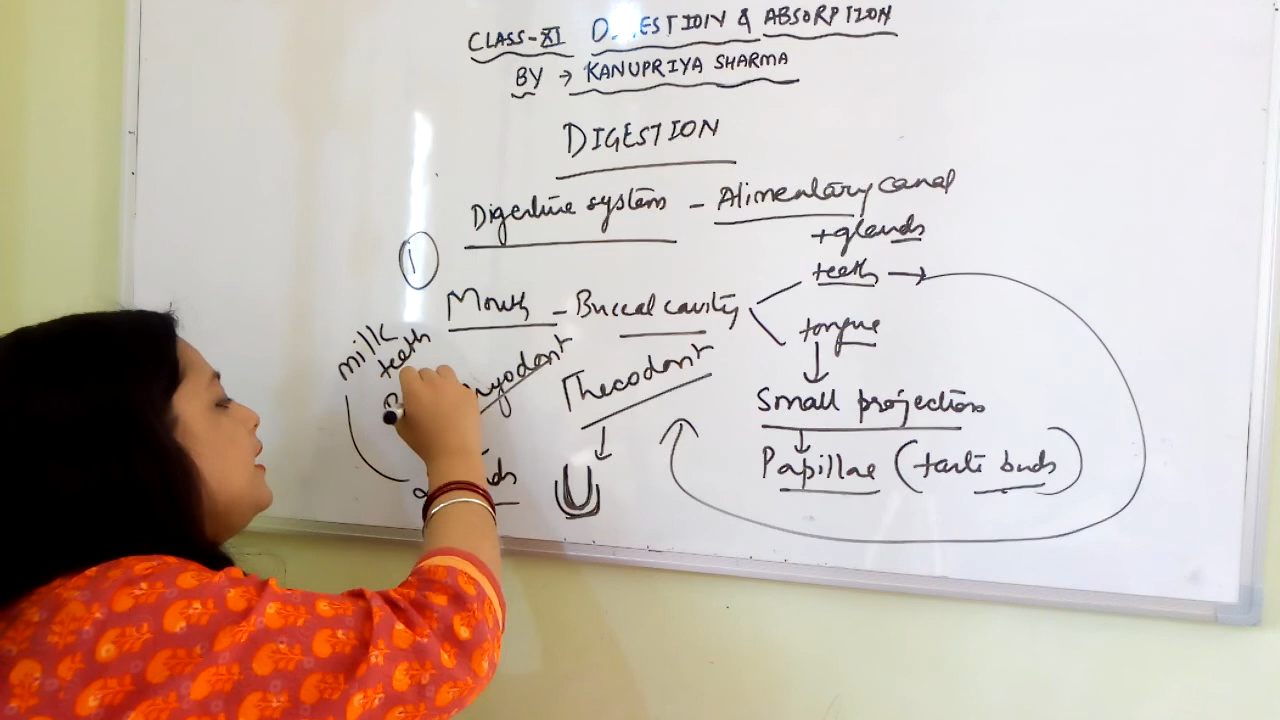 CLASS-XI DIGESTION & ABSORPTION
BY → KANUPRIYA SHARMA
DIGESTION
Digestive system – Alimentary canal
+glands
1
teeth →
Mouth – Buccal cavity
tongue
milk
teeth
Thecodont
Small projections
Papillae (taste buds)